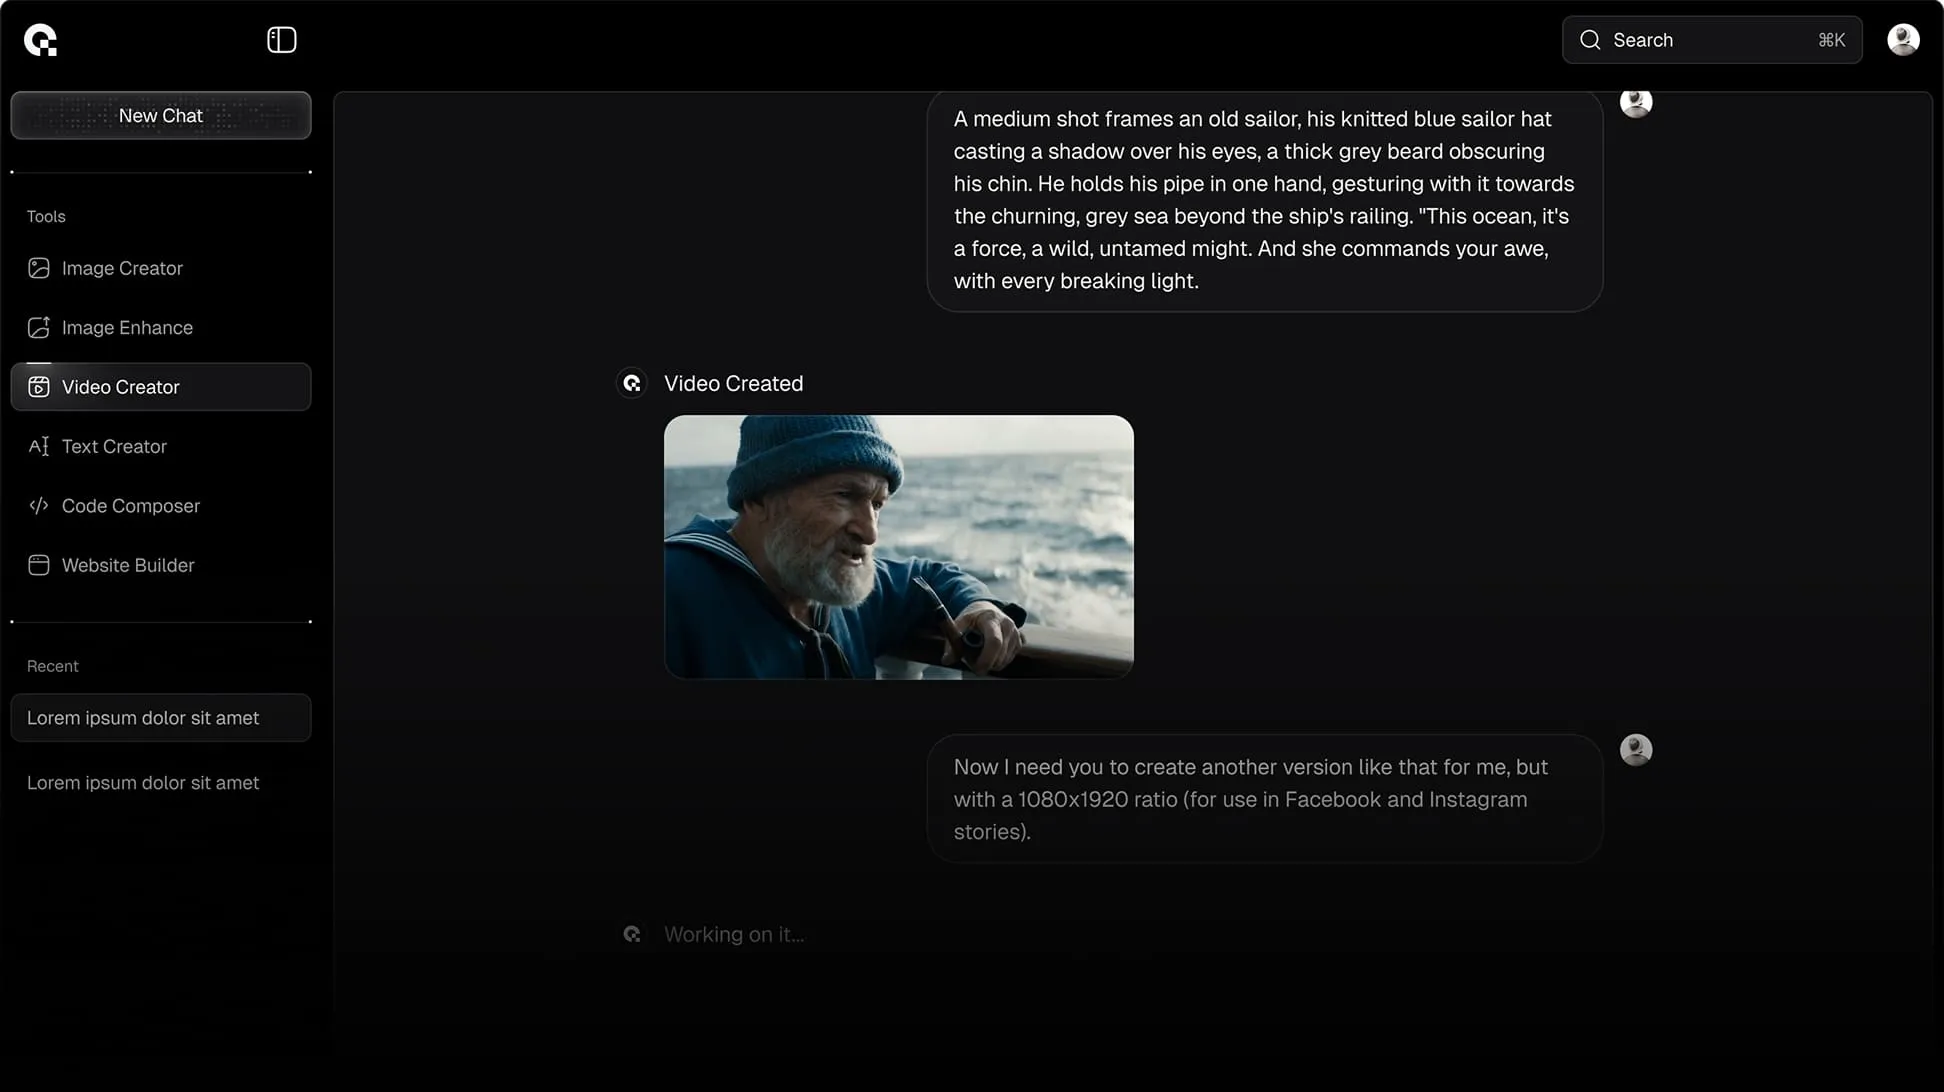 Search
⌘K
New Chat
Tools
Image Creator
Image Enhance
Video Creator
Text Creator
Code Composer
Website Builder
Recent
Lorem ipsum dolor sit amet
Lorem ipsum dolor sit amet
A medium shot frames an old sailor, his knitted blue sailor hat
casting a shadow over his eyes, a thick grey beard obscuring
his chin. He holds his pipe in one hand, gesturing with it towards
the churning, grey sea beyond the ship's railing. "This ocean, it's
a force, a wild, untamed might. And she commands your awe,
with every breaking light.
Video Created
Now I need you to create another version like that for me, but
with a 1080x1920 ratio (for use in Facebook and Instagram
stories).
Working on it...